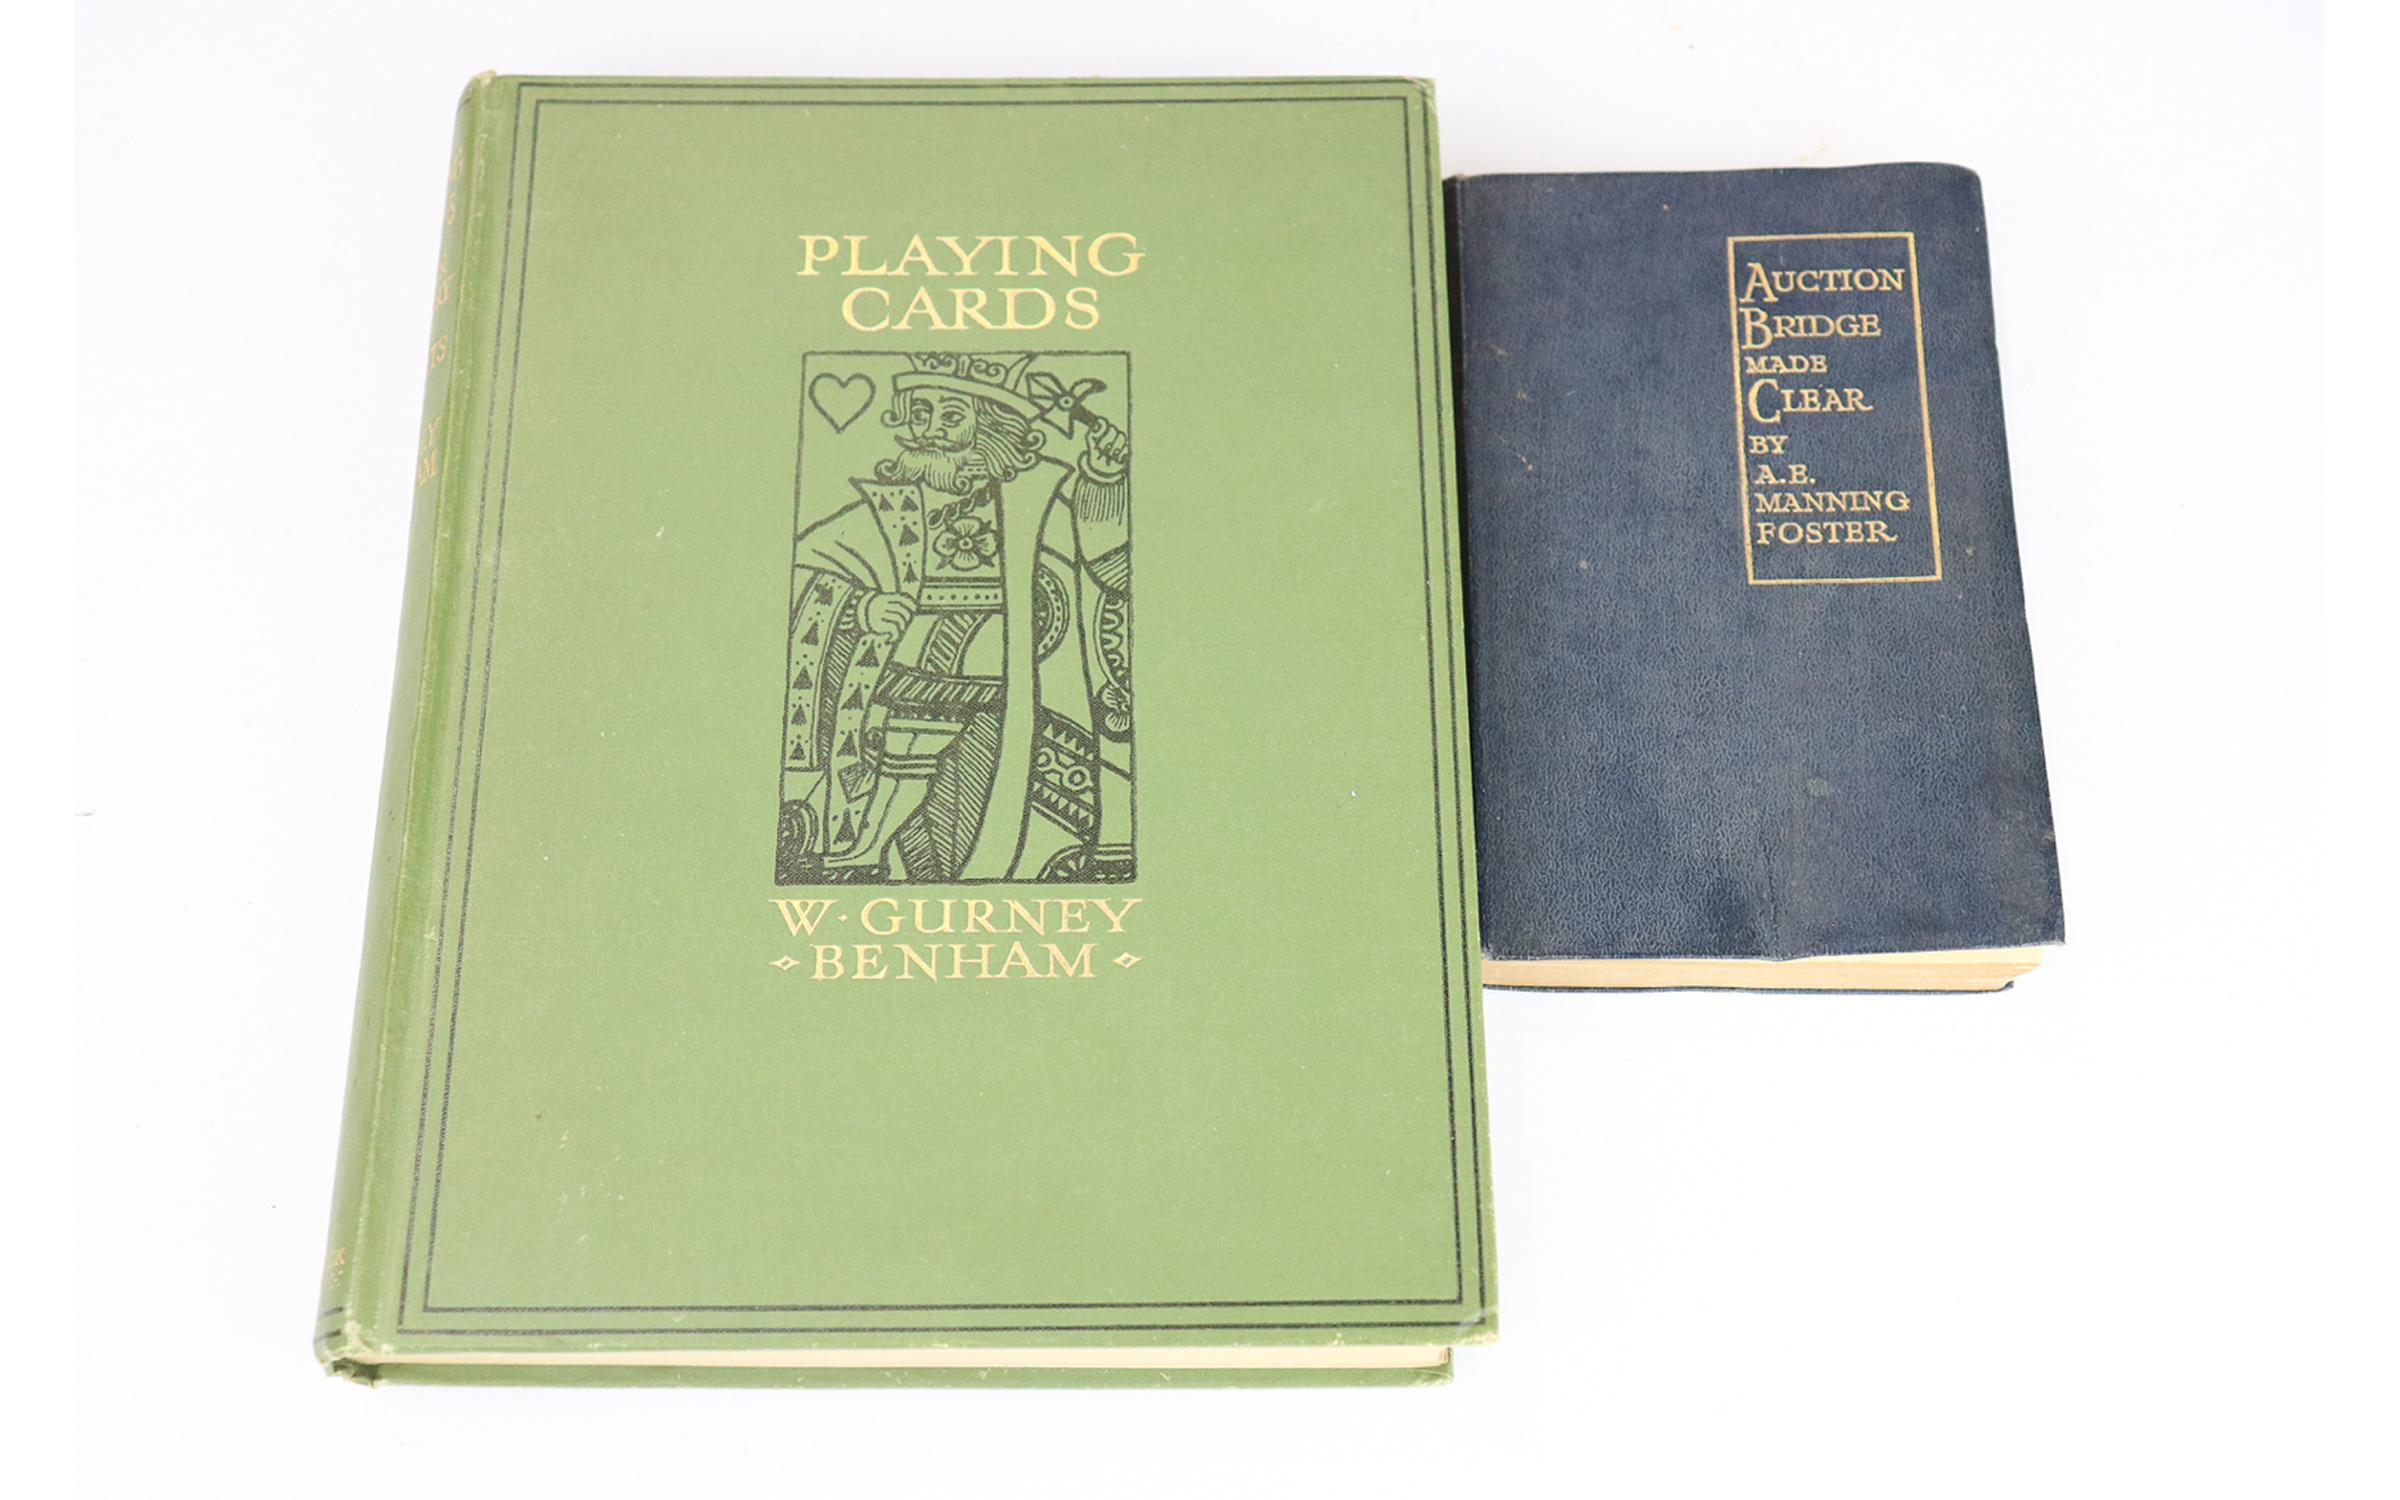 PLAYING
CARDS
W· GURNEY
BENHAM
AUCTION
BRIDGE
MADE
CLEAR
BY
A.E.
MANNING
FOSTER